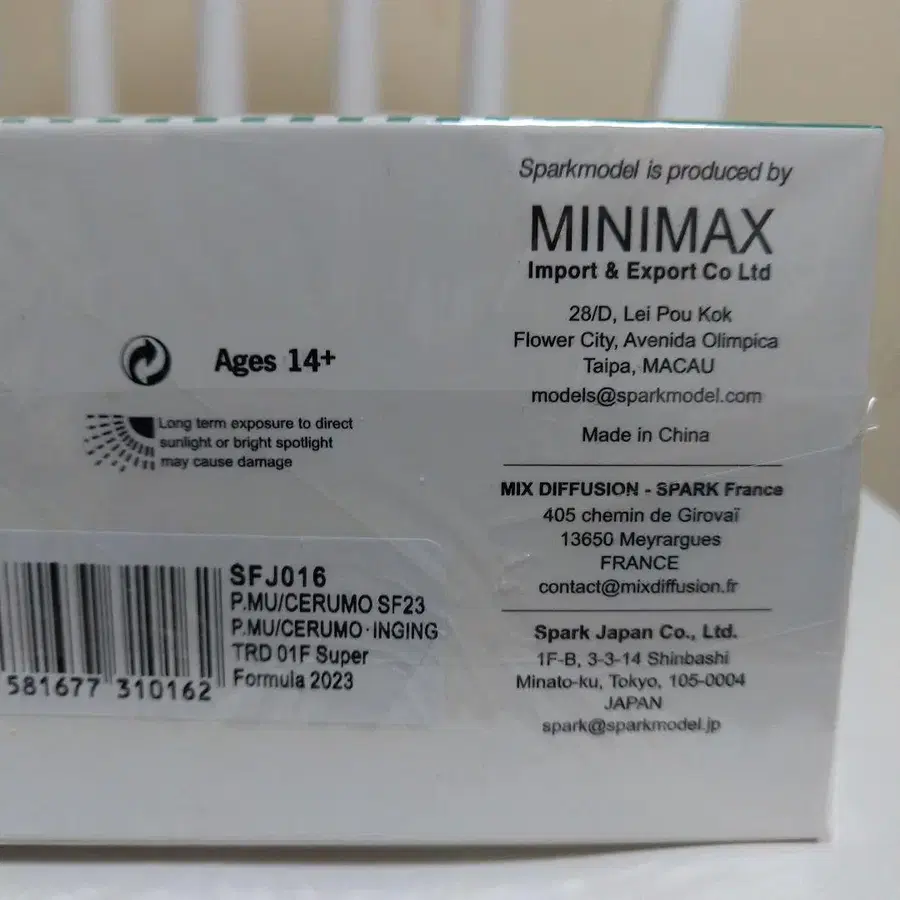 Sparkmodel is produced by
MINIMAX
Import & Export Co Ltd
28/D, Lei Pou Kok
Flower City, Avenida Olimpica
Taipa, MACAU
models@sparkmodel.com
Made in China
MIX DIFFUSION - SPARK France
405 chemin de Girovaï
13650 Meyrargues
FRANCE
contact@mixdiffusion.fr
Spark Japan Co., Ltd.
1F-B, 3-3-14 Shinbashi
Minato-ku, Tokyo, 105-0004
JAPAN
spark@sparkmodel.jp
Ages 14+
Long term exposure to direct
sunlight or bright spotlight
may cause damage
SFJ016
P.MU/CERUMO SF23
P.MU/CERUMO·INGING
TRD 01F Super
Formula 2023
581677 310162